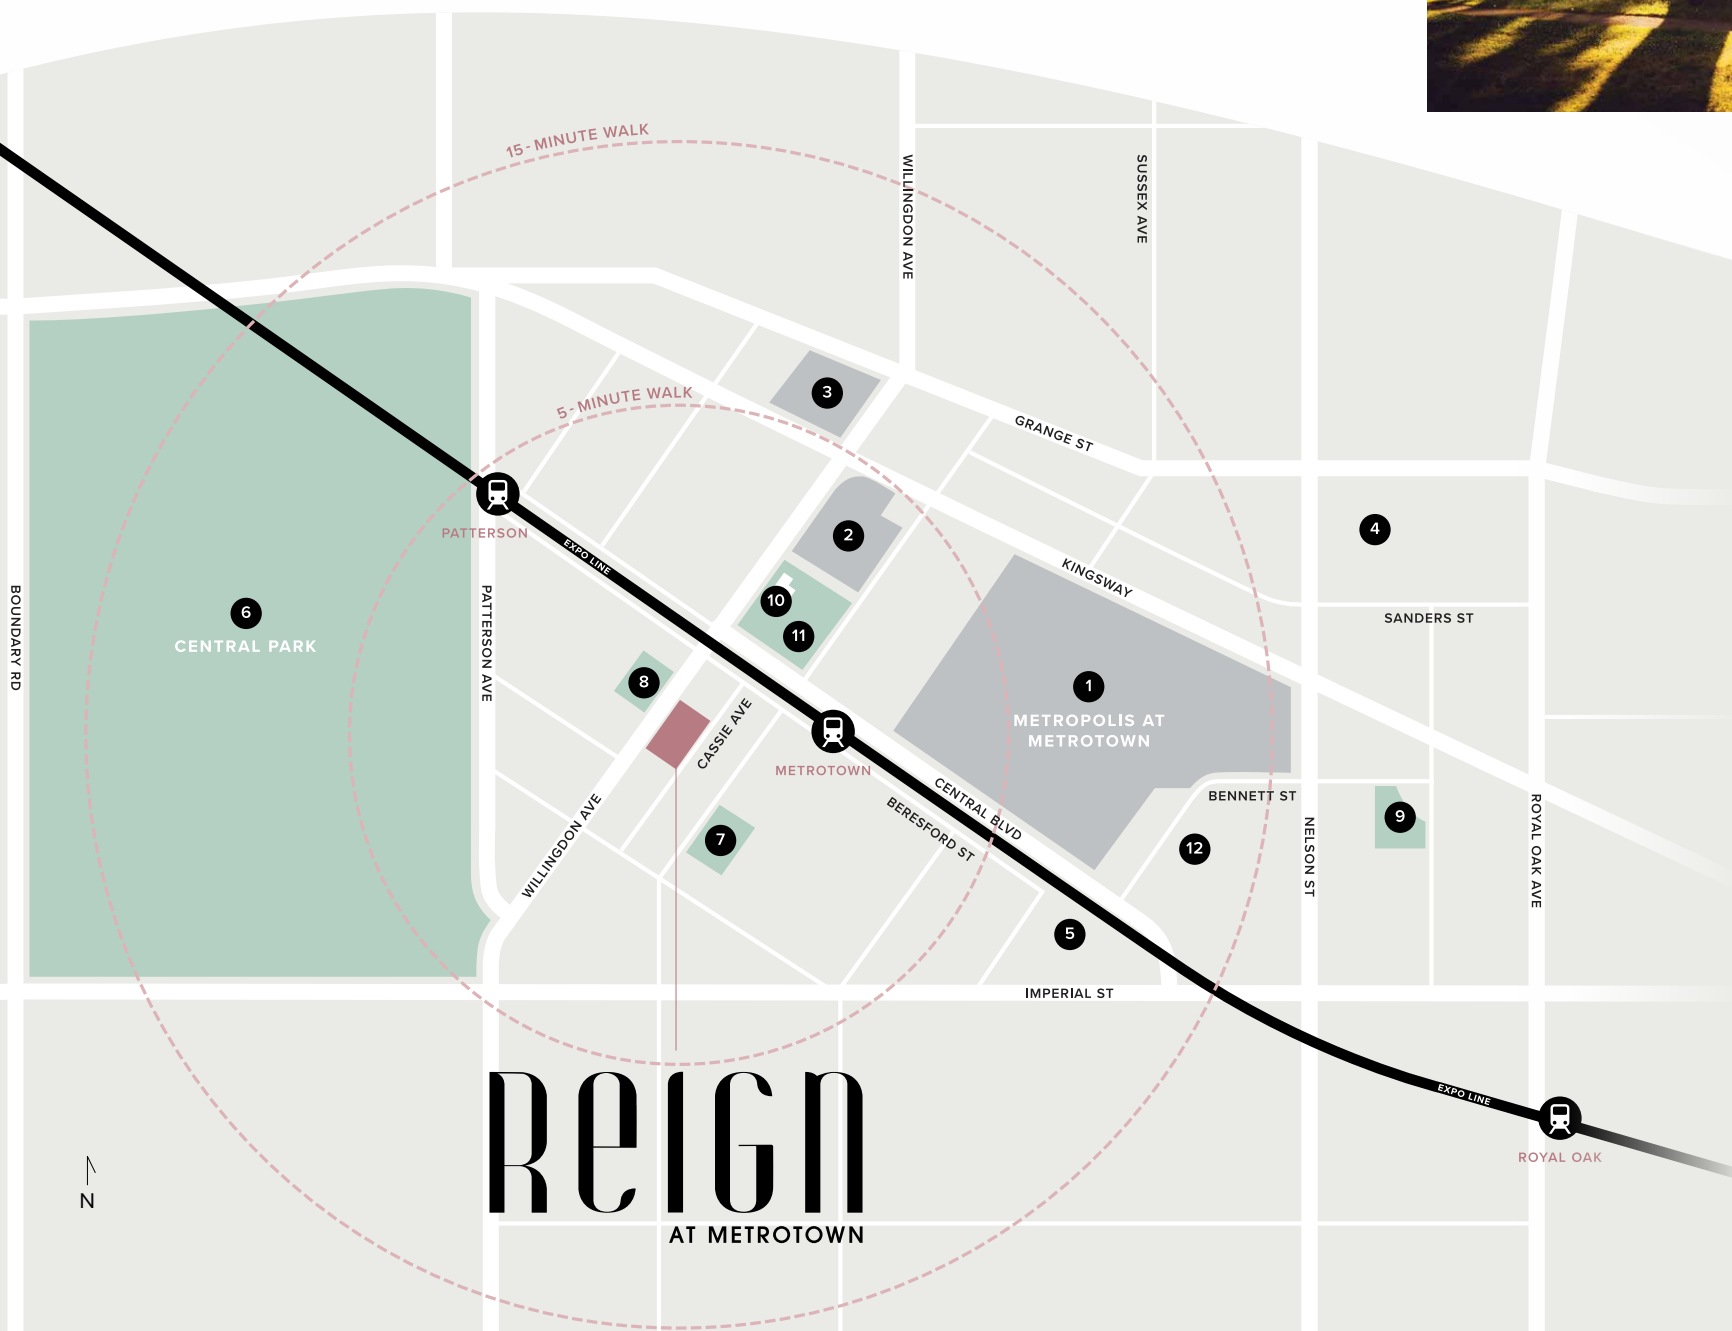 15-MINUTE WALK
WILLINGDON AVE
SUSSEX AVE
3
5-MINUTE WALK
GRANGE ST
PATTERSON
EXPO LINE
2
4
KINGSWAY
BOUNDARY RD
6
CENTRAL PARK
PATTERSON AVE
10
11
SANDERS ST
8
CASSIE AVE
1
METROPOLIS AT
METROTOWN
METROTOWN
CENTRAL BLVD
BERESFORD ST
BENNETT ST
WILLINGDON AVE
7
12
NELSON ST
9
ROYAL OAK AVE
5
IMPERIAL ST
REIGN
AT METROTOWN
EXPO LINE
ROYAL OAK
N